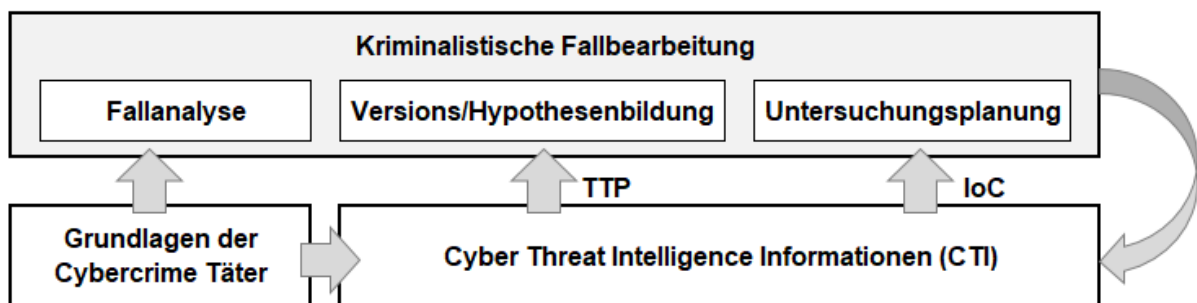 Kriminalistische Fallbearbeitung
Fallanalyse
Versions/Hypothesenbildung
Untersuchungsplanung
TTP
IoC
Grundlagen der
Cybercrime Täter
Cyber Threat Intelligence Informationen (CTI)